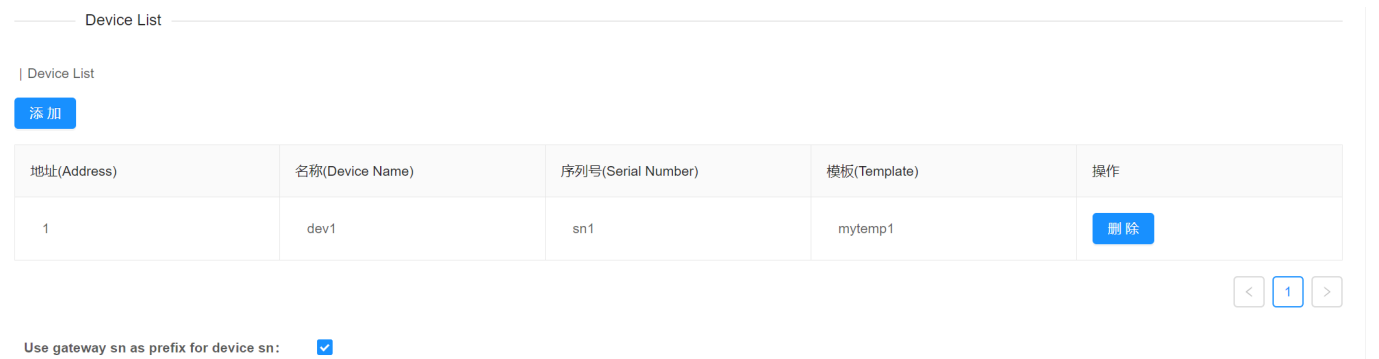 Device List
| Device List
添 加
地址(Address) 名称(Device Name) 序列号(Serial Number) 模板(Template) 操作
1 dev1 sn1 mytemp1 删 除
< 1 >
Use gateway sn as prefix for device sn: